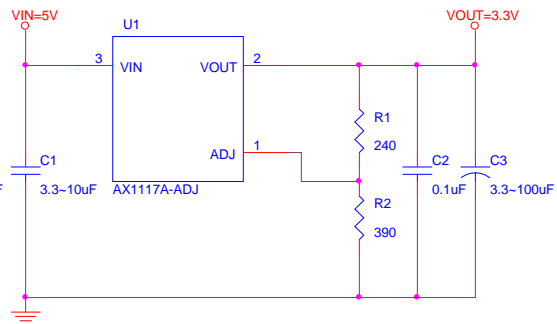 VIN=5V
VOUT=3.3V
U1
3
VIN
VOUT
2
R1
240
ADJ
1
C1
3.3~10uF
AX1117A-ADJ
C2
0.1uF
C3
3.3~100uF
R2
390
F